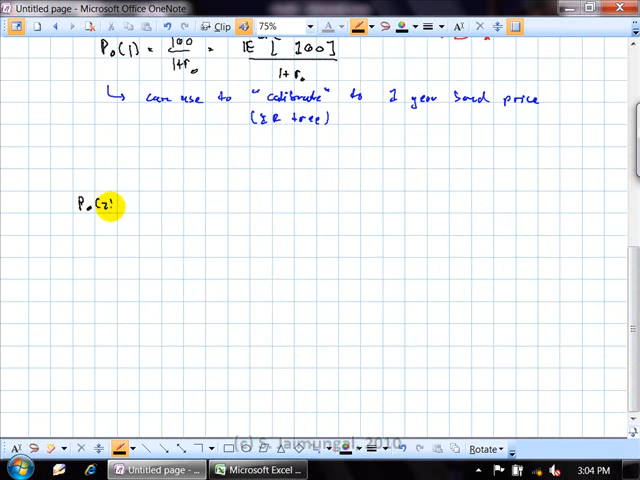 Untitled page - Microsoft Office OneNote
Clip 75%
P₀(1) = 100 / 1+r₀ = 𝔼 [ 100 ] / 1+r₀
↳ can use to "calibrate" to 1 year bond price
(IR tree)
P₀(2)
(c) S. Jaimungal, 2010
Rotate
Untitled page - ... Microsoft Excel ... 3:04 PM